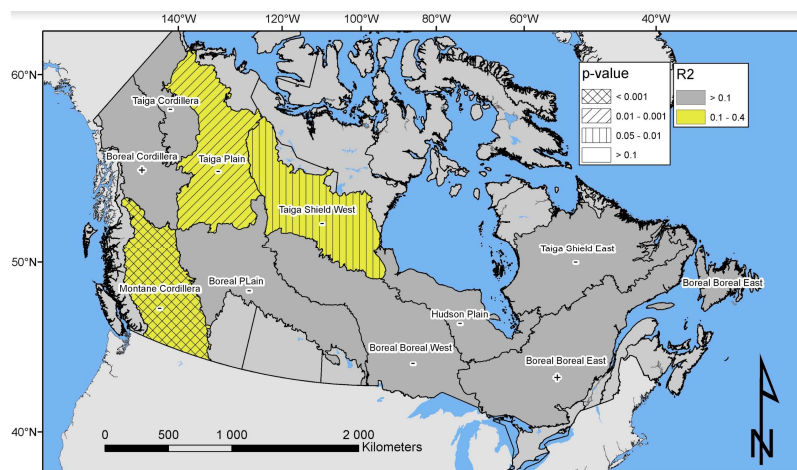 140°W 120°W 100°W 80°W 60°W 40°W
60°N
50°N
40°N
p-value
< 0.001
0.01 - 0.001
0.05 - 0.01
> 0.1
R2
> 0.1
0.1 - 0.4
Taiga Cordillera
-
Boreal Cordillera
+
Taiga Plain
-
Taiga Shield West
-
Taiga Shield East
-
Montane Cordillera
-
Boreal PLain
-
Boreal Boreal East
Hudson Plain
-
Boreal Boreal West
-
Boreal Boreal East
+
0 500 1 000 2 000
Kilometers
N